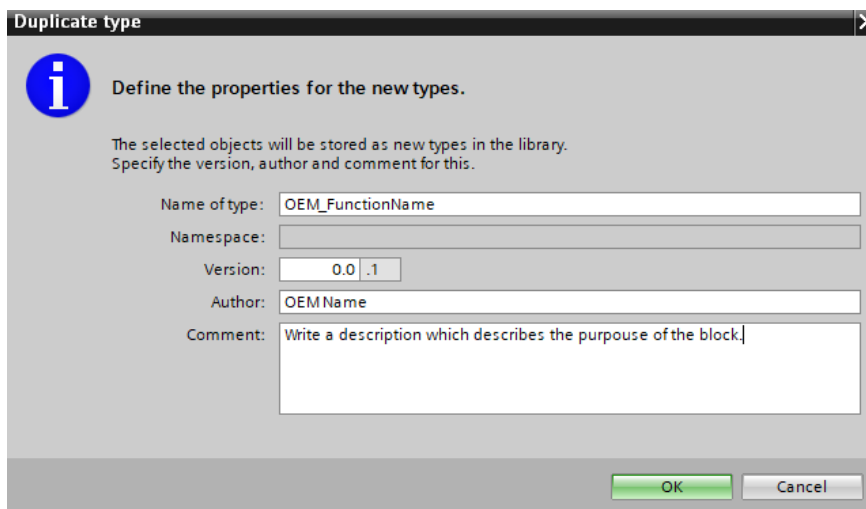 Duplicate type
Define the properties for the new types.
The selected objects will be stored as new types in the library.
Specify the version, author and comment for this.
Name of type: OEM_FunctionName
Namespace:
Version: 0.0 .1
Author: OEM Name
Comment: Write a description which describes the purpouse of the block.
OK Cancel